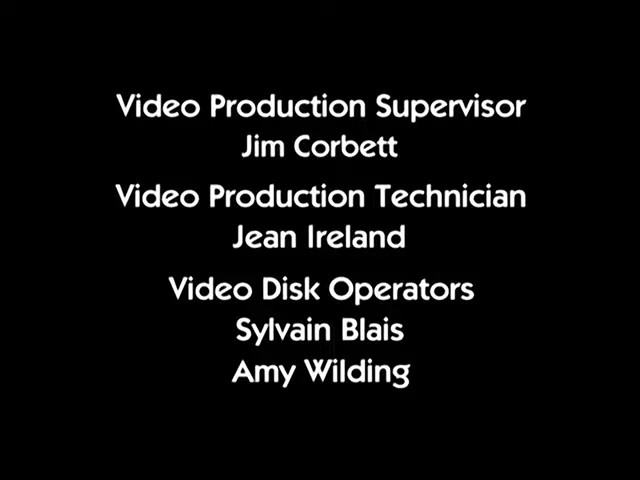 Video Production Supervisor
Jim Corbett
Video Production Technician
Jean Ireland
Video Disk Operators
Sylvain Blais
Amy Wilding